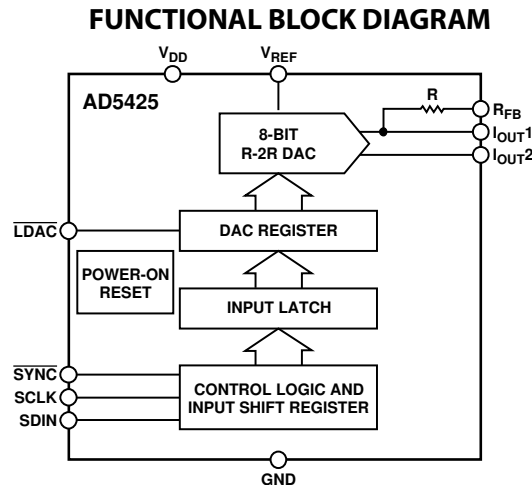 FUNCTIONAL BLOCK DIAGRAM
VDD
VREF
AD5425
R
RFB
8-BIT
R-2R DAC
IOUT1
IOUT2
LDAC
DAC REGISTER
POWER-ON
RESET
INPUT LATCH
SYNC
SCLK
SDIN
CONTROL LOGIC AND
INPUT SHIFT REGISTER
GND